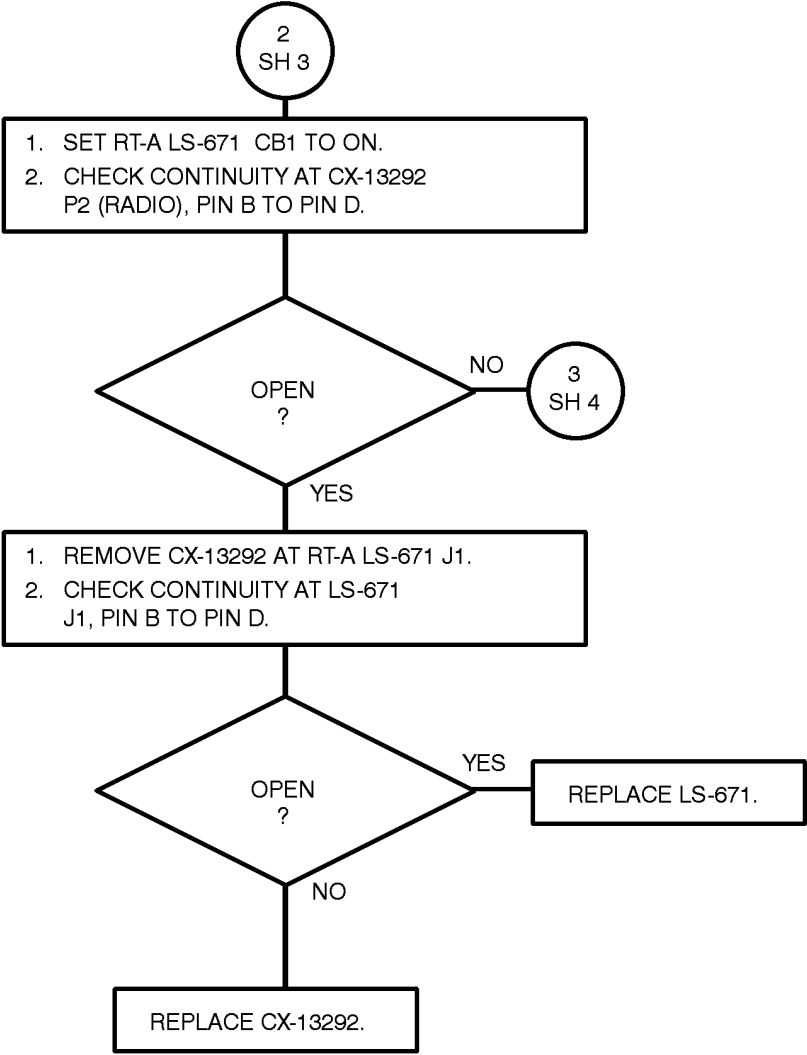 2
SH 3
1. SET RT-A LS-671 CB1 TO ON.
2. CHECK CONTINUITY AT CX-13292
P2 (RADIO), PIN B TO PIN D.
OPEN
?
NO
3
SH 4
YES
1. REMOVE CX-13292 AT RT-A LS-671 J1.
2. CHECK CONTINUITY AT LS-671
J1, PIN B TO PIN D.
OPEN
?
YES
REPLACE LS-671.
NO
REPLACE CX-13292.